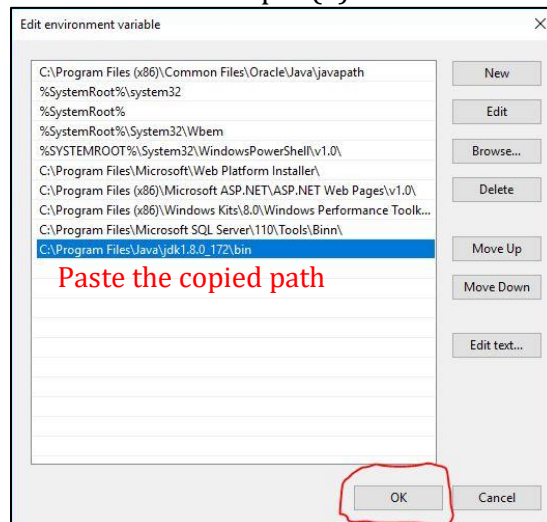 Edit environment variable
C:\Program Files (x86)\Common Files\Oracle\Java\javapath
New
%SystemRoot%\system32
%SystemRoot%
Edit
%SystemRoot%\System32\Wbem
%SYSTEMROOT%\System32\WindowsPowerShell\v1.0\
Browse...
C:\Program Files\Microsoft\Web Platform Installer\
C:\Program Files (x86)\Microsoft ASP.NET\ASP.NET Web Pages\v1.0\
Delete
C:\Program Files (x86)\Windows Kits\8.0\Windows Performance Toolk...
C:\Program Files\Microsoft SQL Server\110\Tools\Binn\
C:\Program Files\Java\jdk1.8.0_172\bin
Move Up
Paste the copied path
Move Down
Edit text...
OK
Cancel